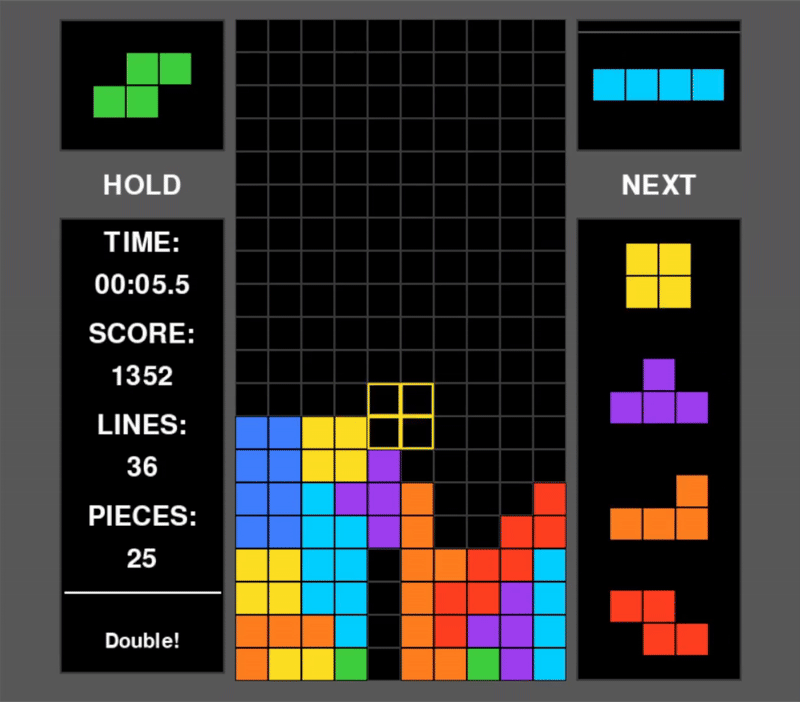 HOLD
TIME:
00:05.5
SCORE:
1352
LINES:
36
PIECES:
25
Double!
NEXT